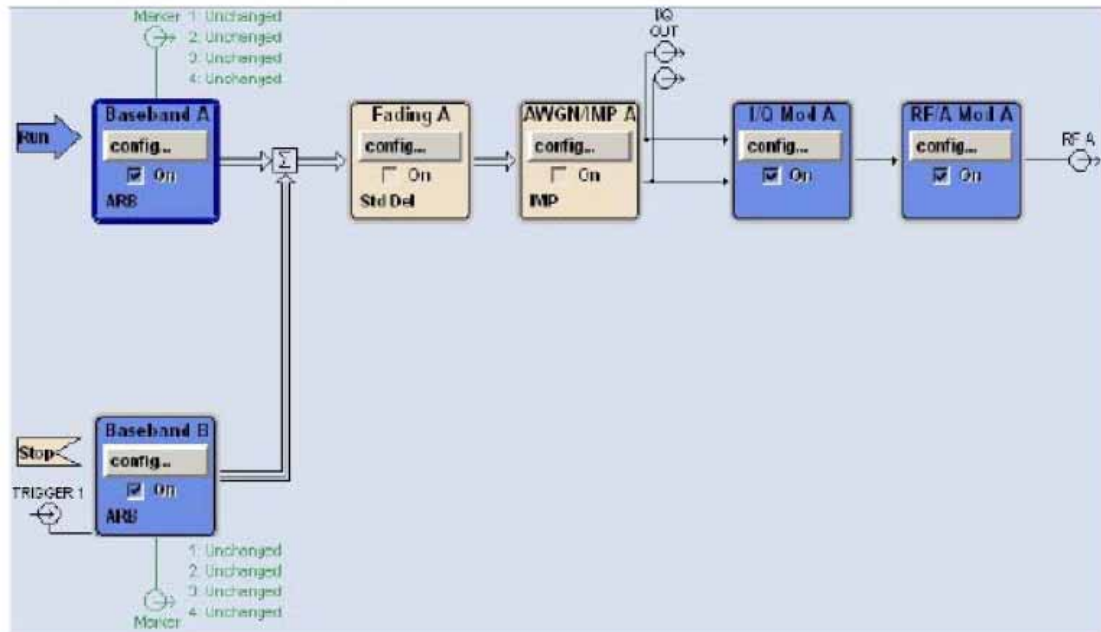 Marker 1: Unchanged
2: Unchanged
3: Unchanged
4: Unchanged
I/Q
OUT
Run
Baseband A
config...
On
ARB
Σ
Fading A
config...
On
Std Del
AWGN/IMP A
config...
On
IMP
I/Q Mod A
config...
On
RF/A Mod A
config...
On
RF A
Stop
TRIGGER 1
Baseband B
config...
On
ARB
1: Unchanged
2: Unchanged
3: Unchanged
4: Unchanged
Marker